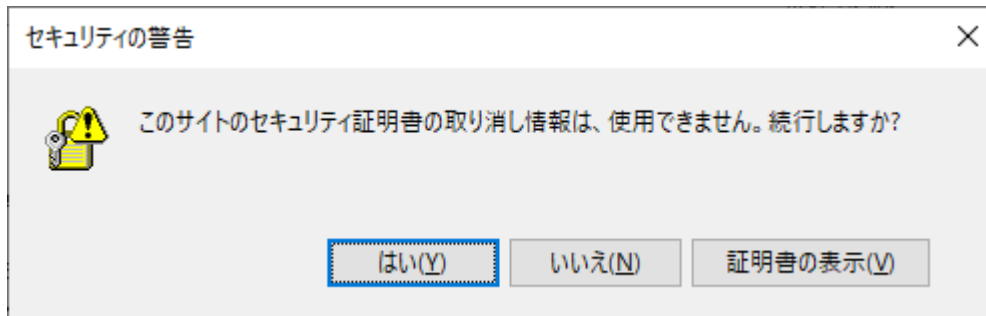 セキュリティの警告
このサイトのセキュリティ証明書の取り消し情報は、使用できません。続行しますか?
はい(Y)
いいえ(N)
証明書の表示(V)